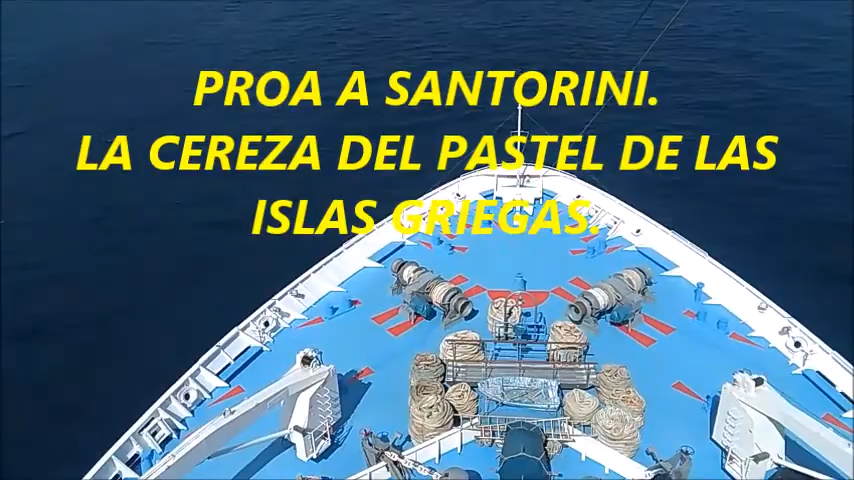 PROA A SANTORINI.
LA CEREZA DEL PASTEL DE LAS
ISLAS GRIEGAS.